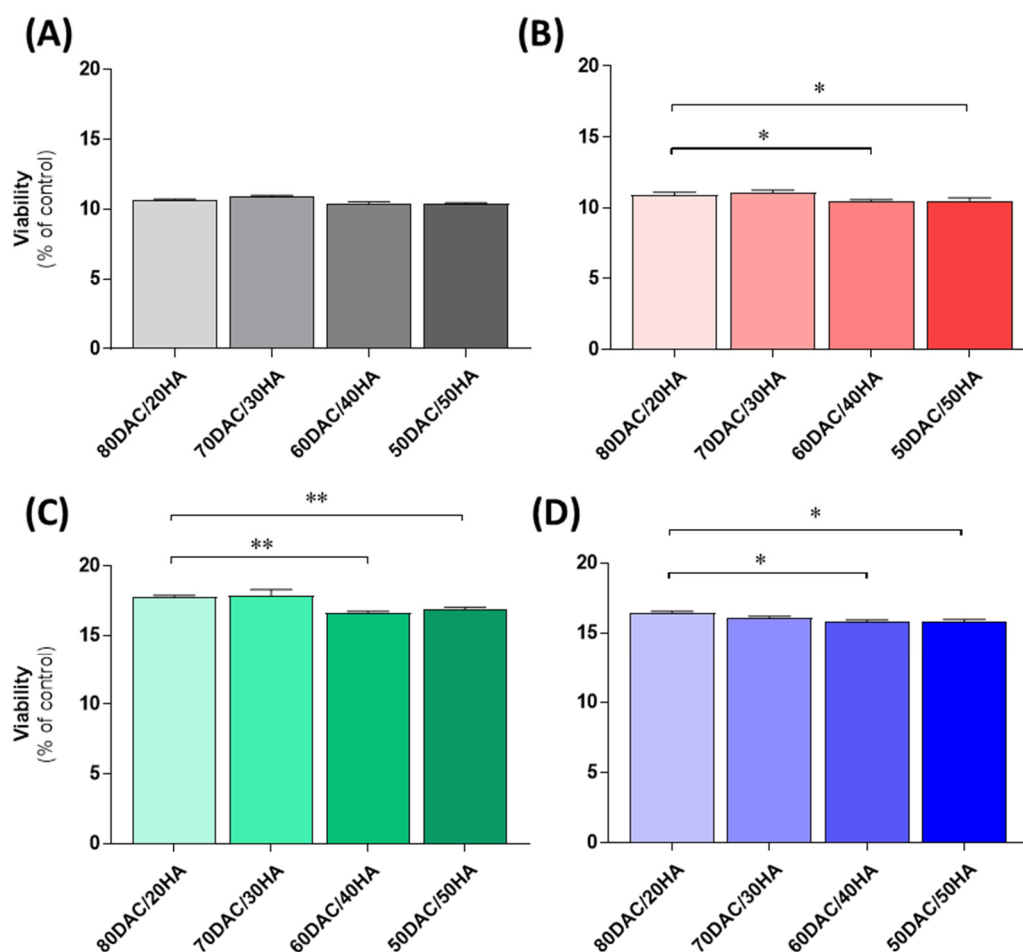 (A)
Viability
(% of control)
20
15
10
5
0
80DAC/20HA
70DAC/30HA
60DAC/40HA
50DAC/50HA
(B)
20
15
10
5
0
*
*
80DAC/20HA
70DAC/30HA
60DAC/40HA
50DAC/50HA
(C)
Viability
(% of control)
20
15
10
5
0
**
**
80DAC/20HA
70DAC/30HA
60DAC/40HA
50DAC/50HA
(D)
20
15
10
5
0
*
*
80DAC/20HA
70DAC/30HA
60DAC/40HA
50DAC/50HA